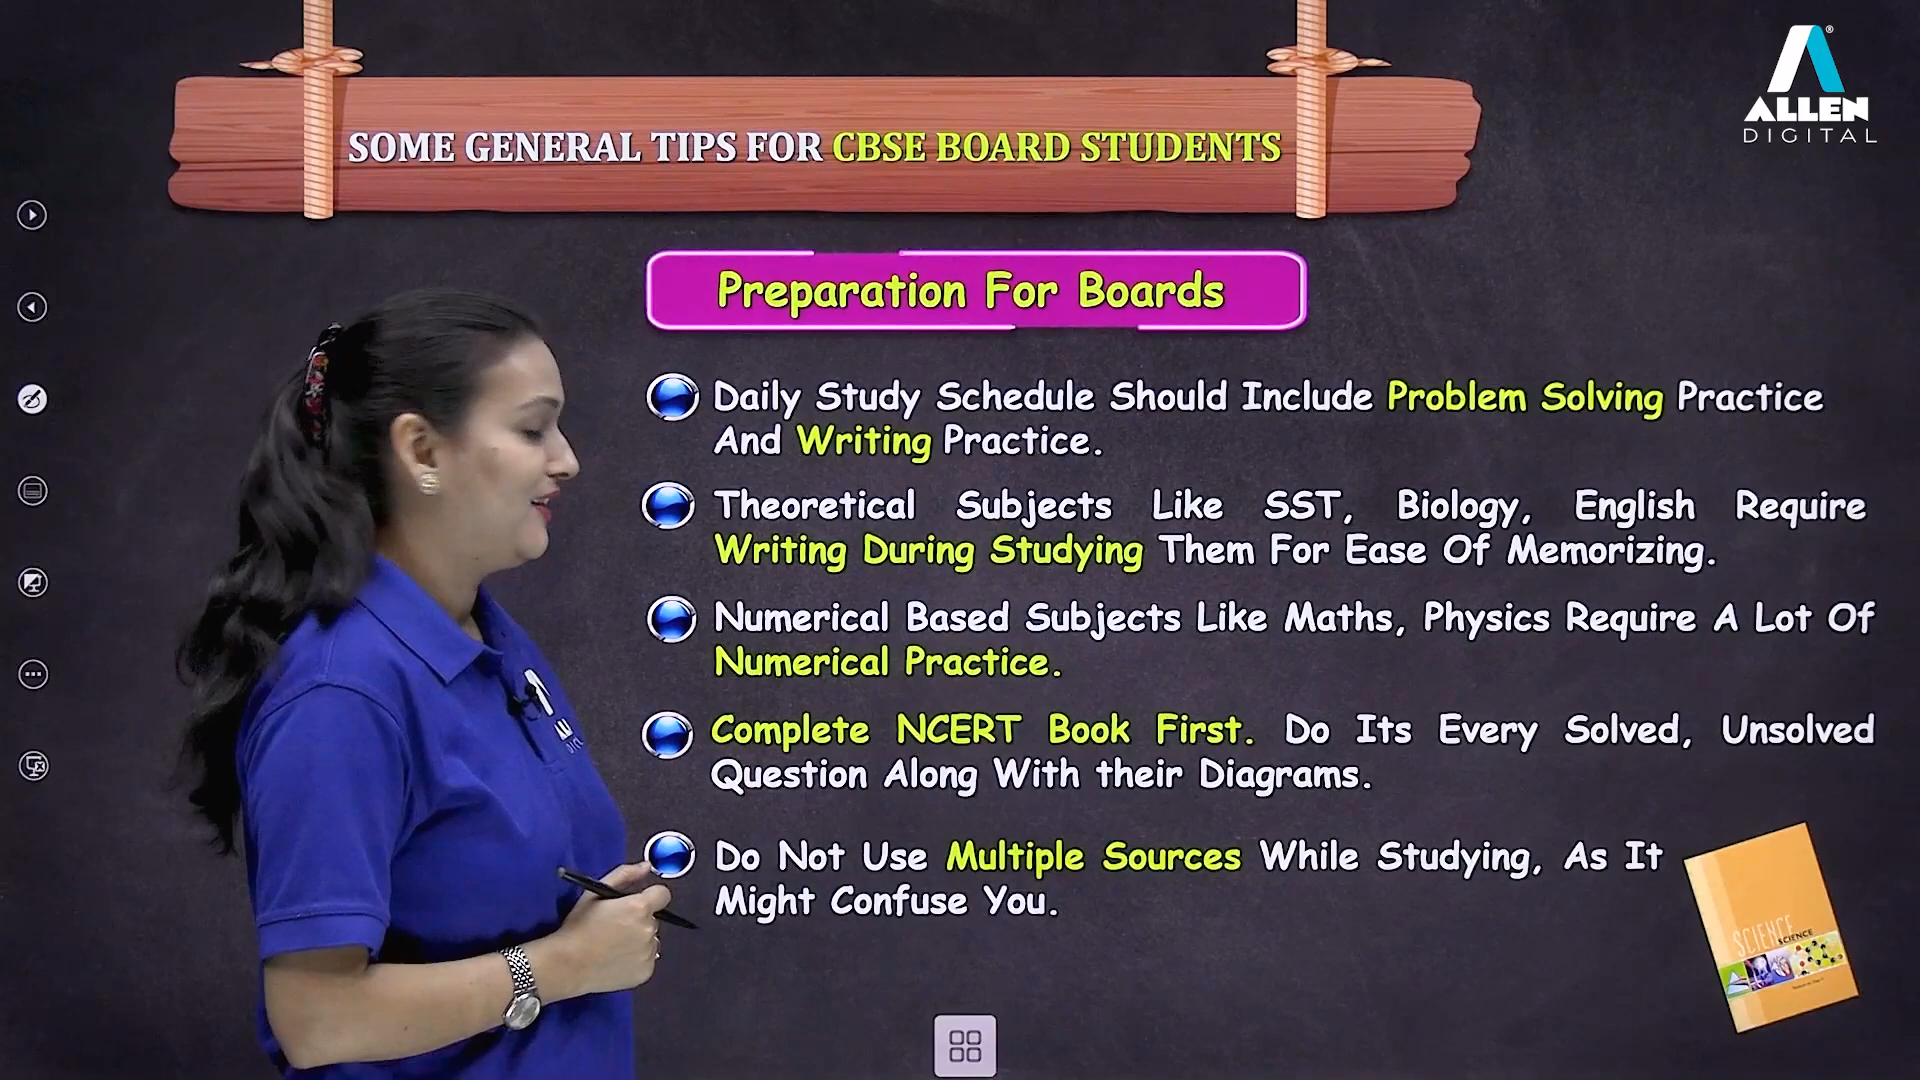 ALLEN
DIGITAL
SOME GENERAL TIPS FOR CBSE BOARD STUDENTS
Preparation For Boards
Daily Study Schedule Should Include Problem Solving Practice
And Writing Practice.
Theoretical Subjects Like SST, Biology, English Require
Writing During Studying Them For Ease Of Memorizing.
Numerical Based Subjects Like Maths, Physics Require A Lot Of
Numerical Practice.
Complete NCERT Book First. Do Its Every Solved, Unsolved
Question Along With their Diagrams.
Do Not Use Multiple Sources While Studying, As It
Might Confuse You.
SCIENCE
SCIENCE